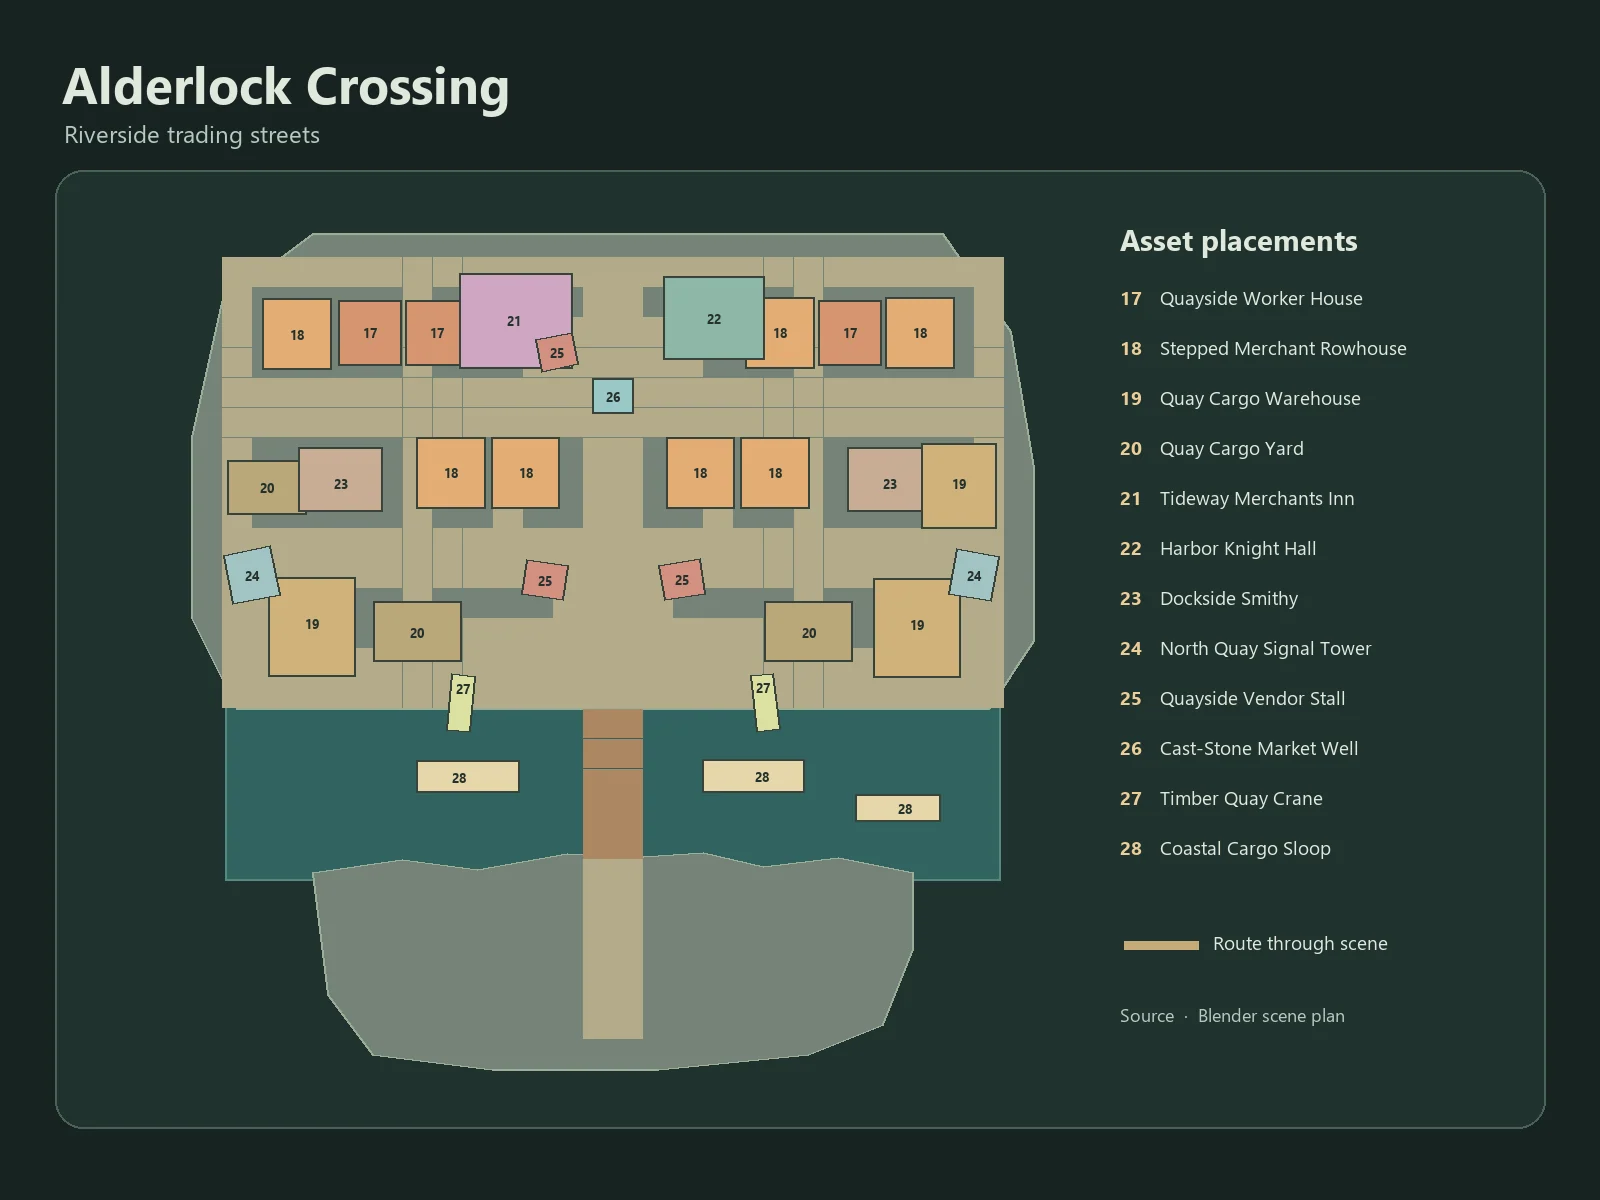 Alderlock Crossing
Riverside trading streets
Asset placements
17 Quayside Worker House
18 Stepped Merchant Rowhouse
19 Quay Cargo Warehouse
20 Quay Cargo Yard
21 Tideway Merchants Inn
22 Harbor Knight Hall
23 Dockside Smithy
24 North Quay Signal Tower
25 Quayside Vendor Stall
26 Cast-Stone Market Well
27 Timber Quay Crane
28 Coastal Cargo Sloop
Route through scene
Source · Blender scene plan
18 17 17 21 25 22 18 17 18
26
20 23 18 18 18 18 23 19
24 25 25 24
19 20 20 19
27 27
28 28
28